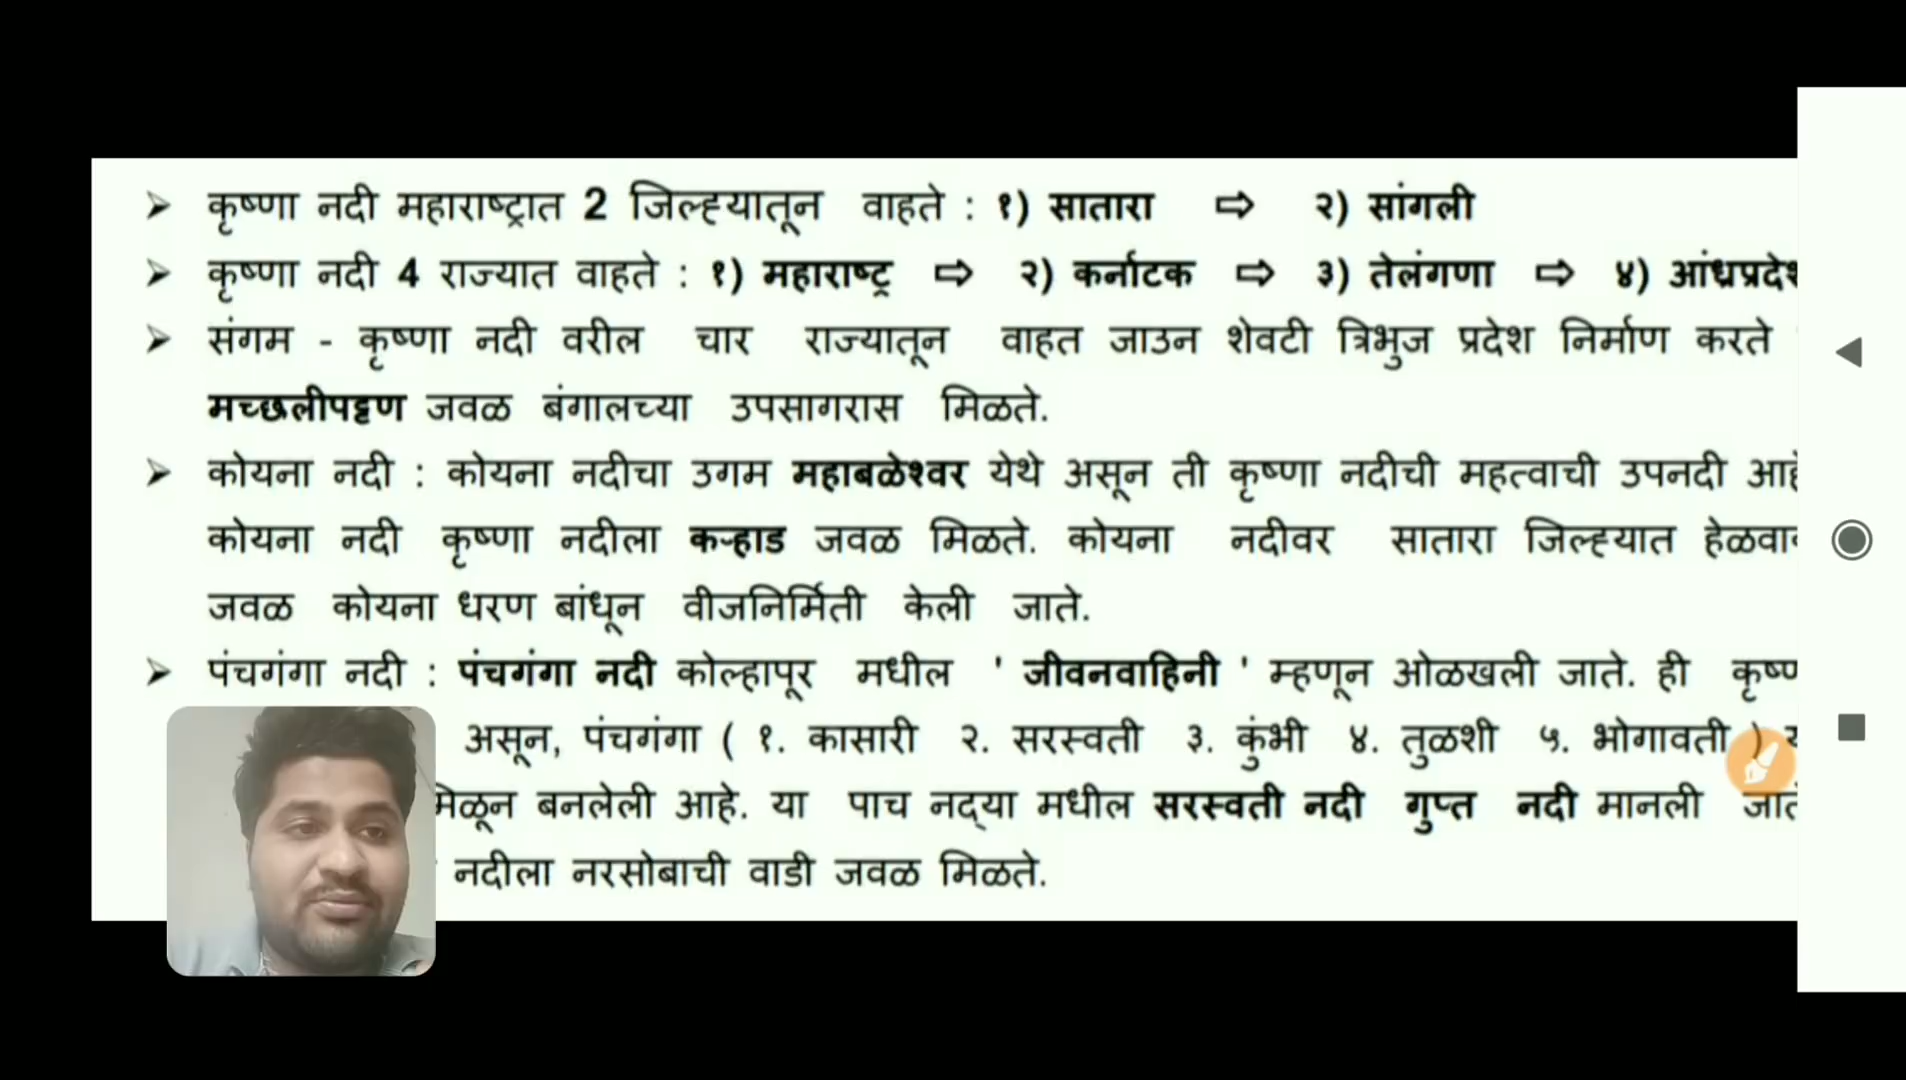 ➢ कृष्णा नदी महाराष्ट्रात 2 जिल्ह्यातून वाहते : १) सातारा ⇨ २) सांगली
➢ कृष्णा नदी 4 राज्यात वाहते : १) महाराष्ट्र ⇨ २) कर्नाटक ⇨ ३) तेलंगणा ⇨ ४)
➢ संगम - कृष्णा नदी वरील चार राज्यातून वाहत जाउन शेवटी त्रिभुज प्रदेश निर्माण करते
मच्छलीपट्टण जवळ बंगालच्या उपसागरास मिळते.
➢ कोयना नदी : कोयना नदीचा उगम महाबळेश्वर येथे असून ती कृष्णा नदीची महत्वाची उपनदी
कोयना नदी कृष्णा नदीला कऱ्हाड जवळ मिळते. कोयना नदीवर सातारा जिल्ह्यात
जवळ कोयना धरण बांधून वीजनिर्मिती केली जाते.
➢ पंचगंगा नदी : पंचगंगा नदी कोल्हापूर मधील ' जीवनवाहिनी ' म्हणून ओळखली जाते. ही
असून, पंचगंगा ( १. कासारी २. सरस्वती ३. कुंभी ४. तुळशी ५. भोगावती )
बनलेली आहे. या पाच नद्या मधील सरस्वती नदी गुप्त नदी मानली
नदीला नरसोबाची वाडी जवळ मिळते.